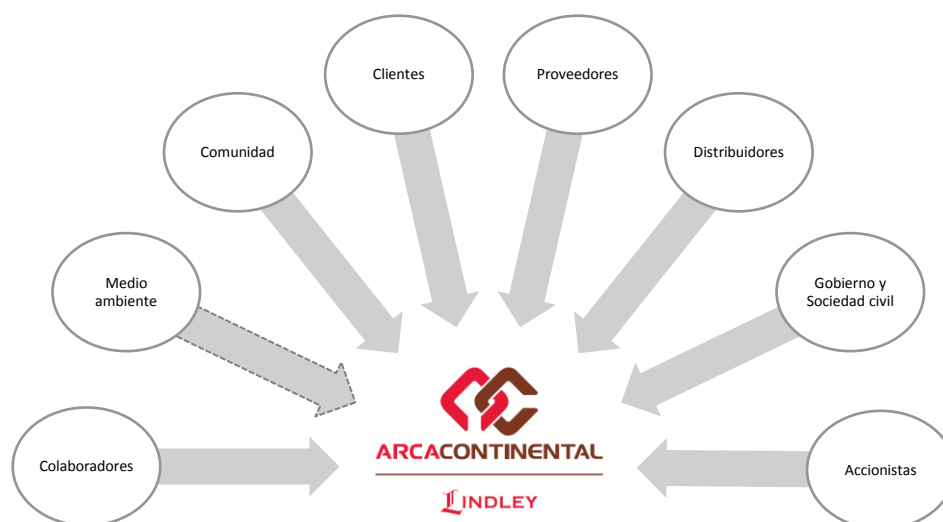 Clientes
Proveedores
Comunidad
Distribuidores
Medio
ambiente
Gobierno y
Sociedad civil
Colaboradores
Accionistas
ARCACONTINENTAL
LINDLEY